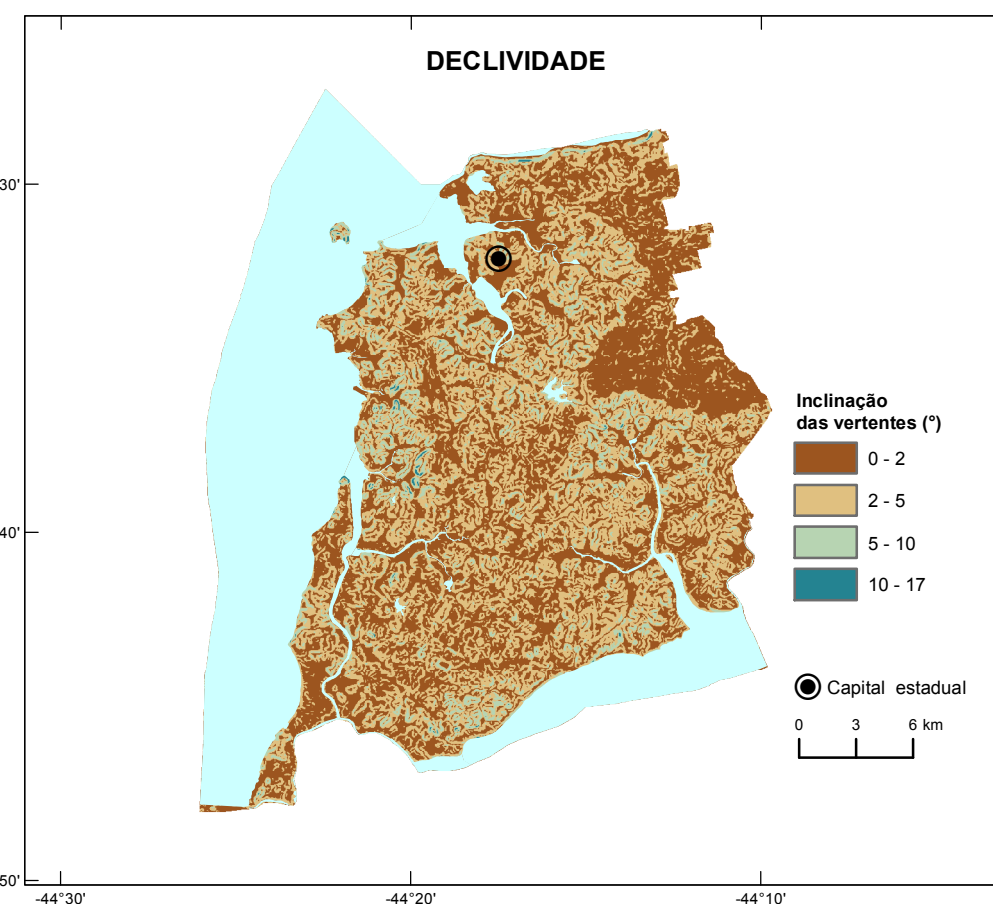 DECLIVIDADE
30'
40'
50'
-44°30'
-44°20'
-44°10'
Inclinação
das vertentes (°)
0 - 2
2 - 5
5 - 10
10 - 17
Capital estadual
0 3 6 km